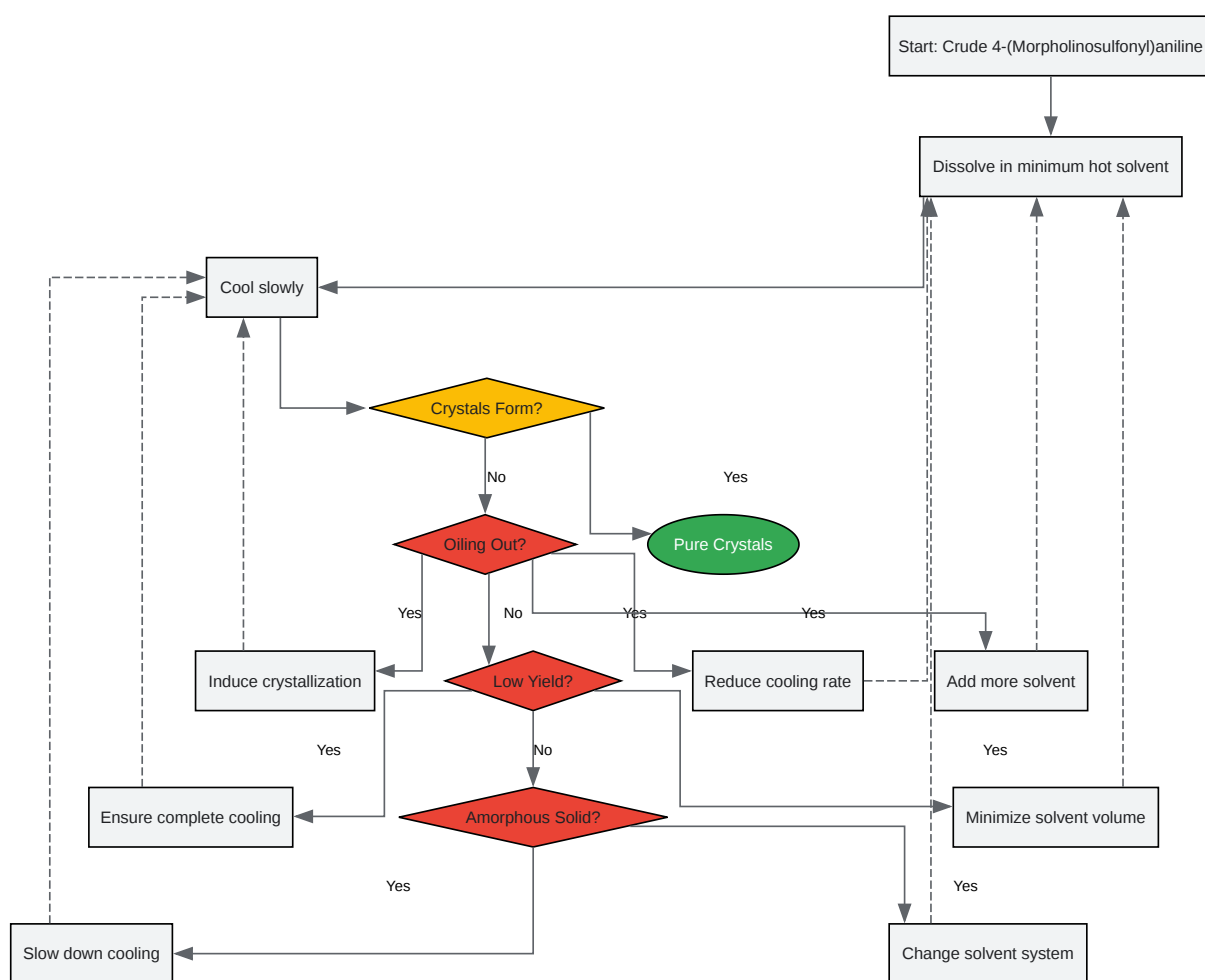 Start: Crude 4-(Morpholinosulfonyl)aniline
Dissolve in minimum hot solvent
Cool slowly
Crystals Form?
No
Yes
Oiling Out?
Pure Crystals
Yes
No
Yes
Yes
Induce crystallization
Low Yield?
Reduce cooling rate
Add more solvent
Yes
No
Yes
Ensure complete cooling
Amorphous Solid?
Minimize solvent volume
Yes
Yes
Slow down cooling
Change solvent system